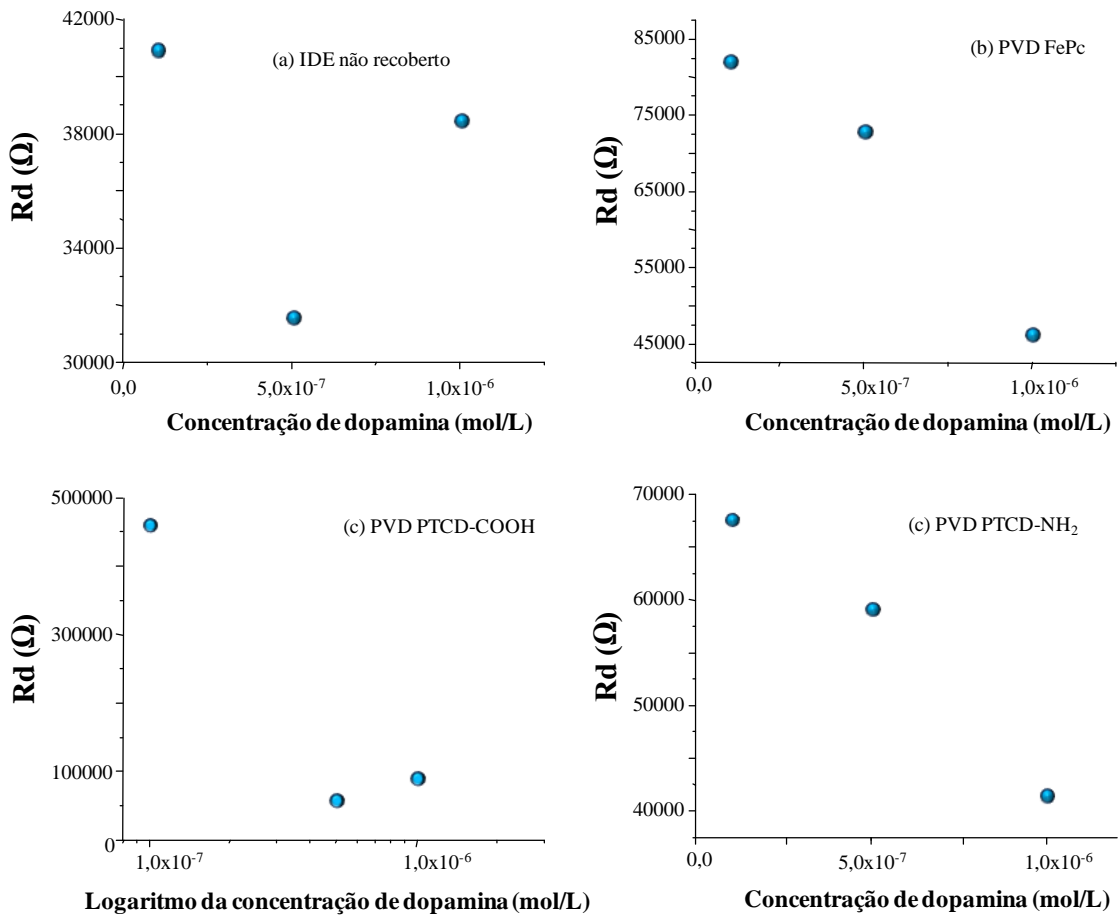 42000
38000
34000
30000
Rd (Ω)
(a) IDE não recoberto
0,0
5,0x10⁻⁷
1,0x10⁻⁶
Concentração de dopamina (mol/L)
85000
75000
65000
55000
45000
Rd (Ω)
(b) PVD FePc
0,0
5,0x10⁻⁷
1,0x10⁻⁶
Concentração de dopamina (mol/L)
500000
300000
100000
0
Rd (Ω)
(c) PVD PTCD-COOH
1,0x10⁻⁷
1,0x10⁻⁶
Logaritmo da concentração de dopamina (mol/L)
70000
60000
50000
40000
Rd (Ω)
(c) PVD PTCD-NH₂
0,0
5,0x10⁻⁷
1,0x10⁻⁶
Concentração de dopamina (mol/L)